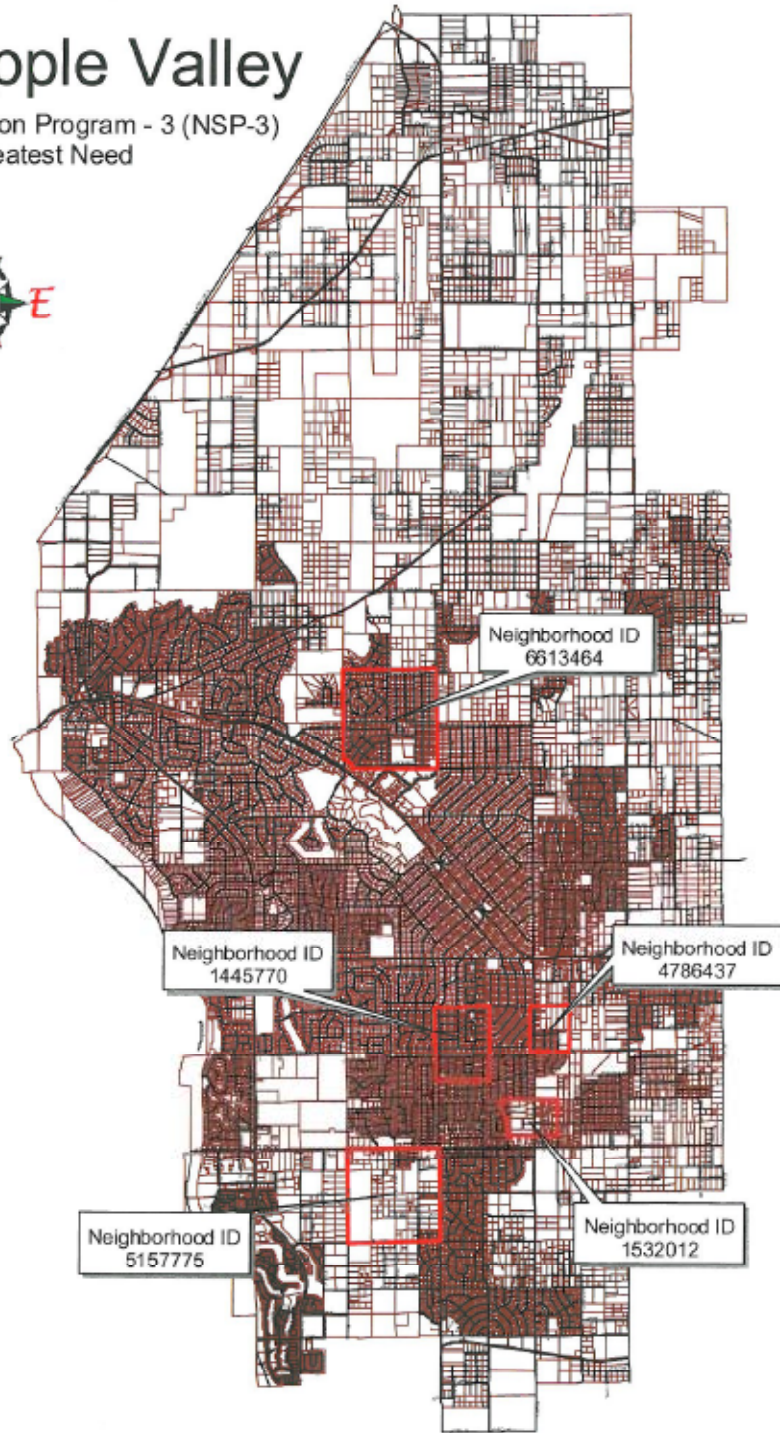 pple Valley
on Program - 3 (NSP-3)
eatest Need
E
Neighborhood ID
6613464
Neighborhood ID
1445770
Neighborhood ID
4786437
Neighborhood ID
5157775
Neighborhood ID
1532012